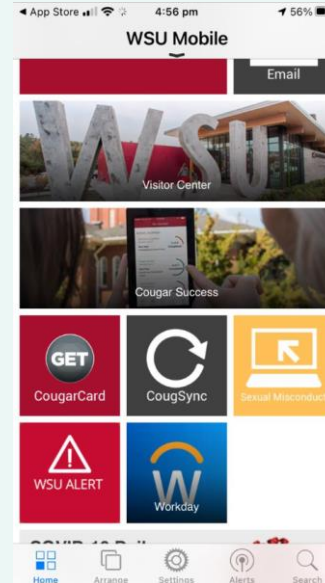 App Store 4:56 pm 56%
WSU Mobile
Email
WSU
Visitor Center
Cougar Success
GET
CougarCard
CougSync
Sexual Misconduct
WSU ALERT
W
Workday
Home Arrange Settings Alerts Search